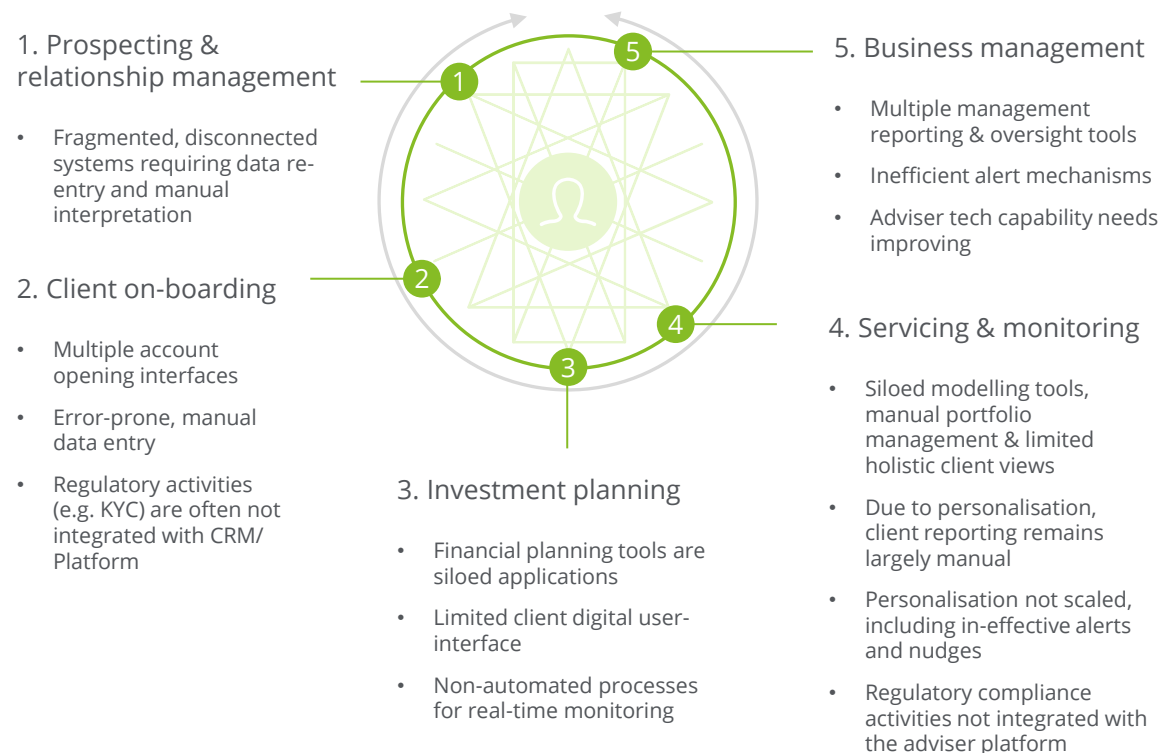 1. Prospecting &
relationship management
• Fragmented, disconnected
systems requiring data re-
entry and manual
interpretation
2. Client on-boarding
• Multiple account
opening interfaces
• Error-prone, manual
data entry
• Regulatory activities
(e.g. KYC) are often not
integrated with CRM/
Platform
1
2
3
4
5
3. Investment planning
• Financial planning tools are
siloed applications
• Limited client digital user-
interface
• Non-automated processes
for real-time monitoring
5. Business management
• Multiple management
reporting & oversight tools
• Inefficient alert mechanisms
• Adviser tech capability needs
improving
4. Servicing & monitoring
• Siloed modelling tools,
manual portfolio
management & limited
holistic client views
• Due to personalisation,
client reporting remains
largely manual
• Personalisation not scaled,
including in-effective alerts
and nudges
• Regulatory compliance
activities not integrated with
the adviser platform